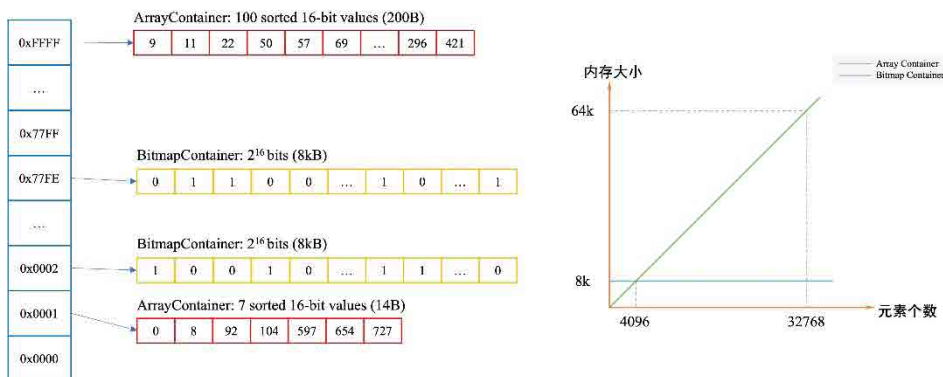 0xFFFF
…
0x77FF
0x77FE
…
0x0002
0x0001
0x0000
ArrayContainer: 100 sorted 16-bit values (200B)
9 11 22 50 57 69 … 296 421
BitmapContainer: 2¹⁶ bits (8kB)
0 1 1 0 0 … 1 0 … 1
BitmapContainer: 2¹⁶ bits (8kB)
1 0 0 1 0 … 1 1 … 0
ArrayContainer: 7 sorted 16-bit values (14B)
0 8 92 104 597 654 727
内存大小
Array Container
Bitmap Container
64k
8k
4096
32768
元素个数